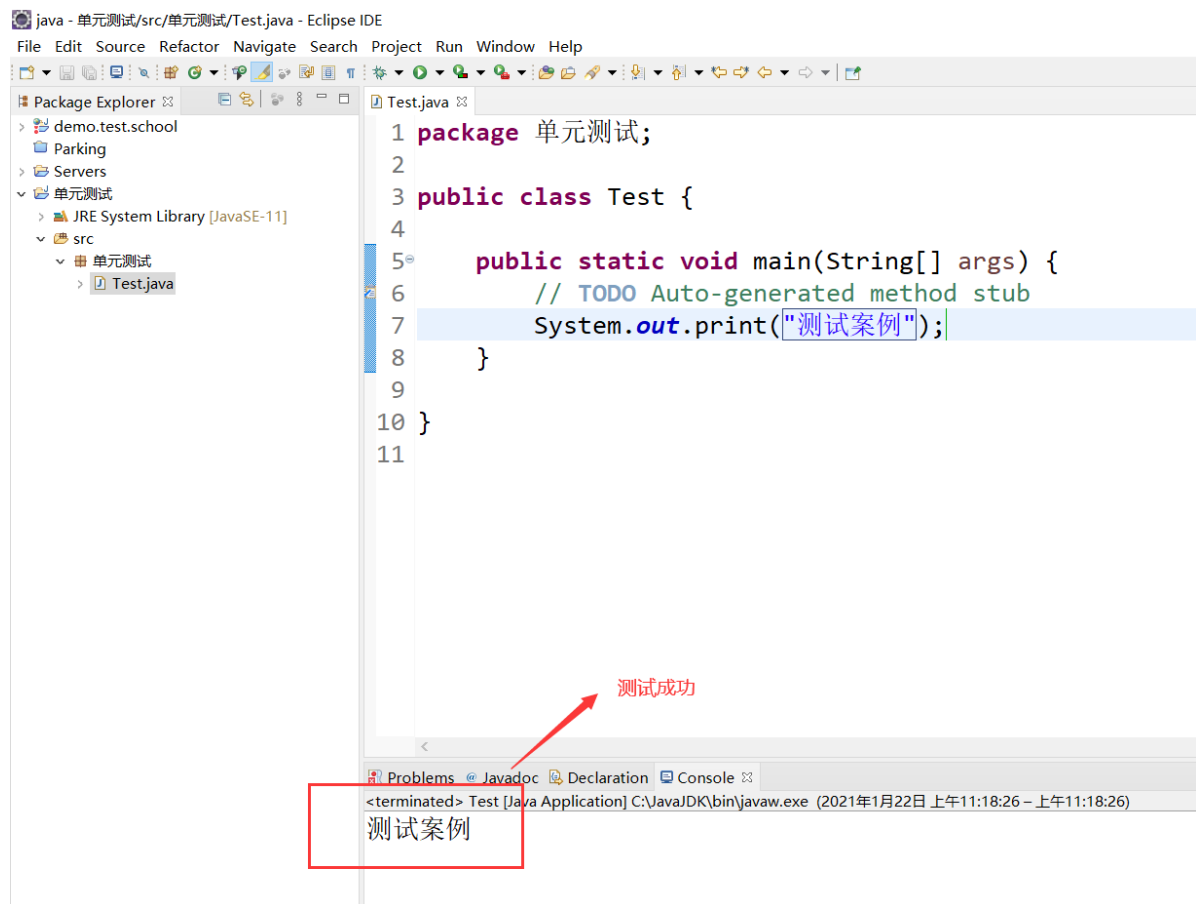 java - 单元测试/src/单元测试/Test.java - Eclipse IDE
File Edit Source Refactor Navigate Search Project Run Window Help
Package Explorer
demo.test.school
Parking
Servers
单元测试
JRE System Library [JavaSE-11]
src
单元测试
Test.java
Test.java
1 package 单元测试;
2
3 public class Test {
4
5 public static void main(String[] args) {
6 // TODO Auto-generated method stub
7 System.out.print("测试案例");
8 }
9
10 }
11
测试成功
Problems @ Javadoc Declaration Console
<terminated> Test [Java Application] C:\JavaJDK\bin\javaw.exe (2021年1月22日 上午11:18:26 – 上午11:18:26)
测试案例